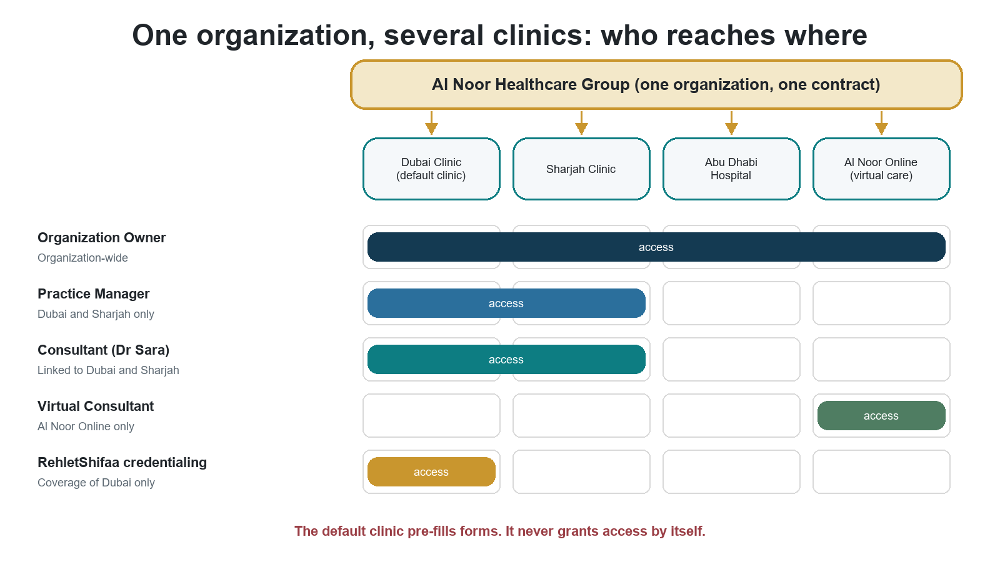 One organization, several clinics: who reaches where
Al Noor Healthcare Group (one organization, one contract)
Dubai Clinic
(default clinic)
Sharjah Clinic
Abu Dhabi
Hospital
Al Noor Online
(virtual care)
Organization Owner
Organization-wide
access
Practice Manager
Dubai and Sharjah only
access
Consultant (Dr Sara)
Linked to Dubai and Sharjah
access
Virtual Consultant
Al Noor Online only
access
RehletShifaa credentialing
Coverage of Dubai only
access
The default clinic pre-fills forms. It never grants access by itself.